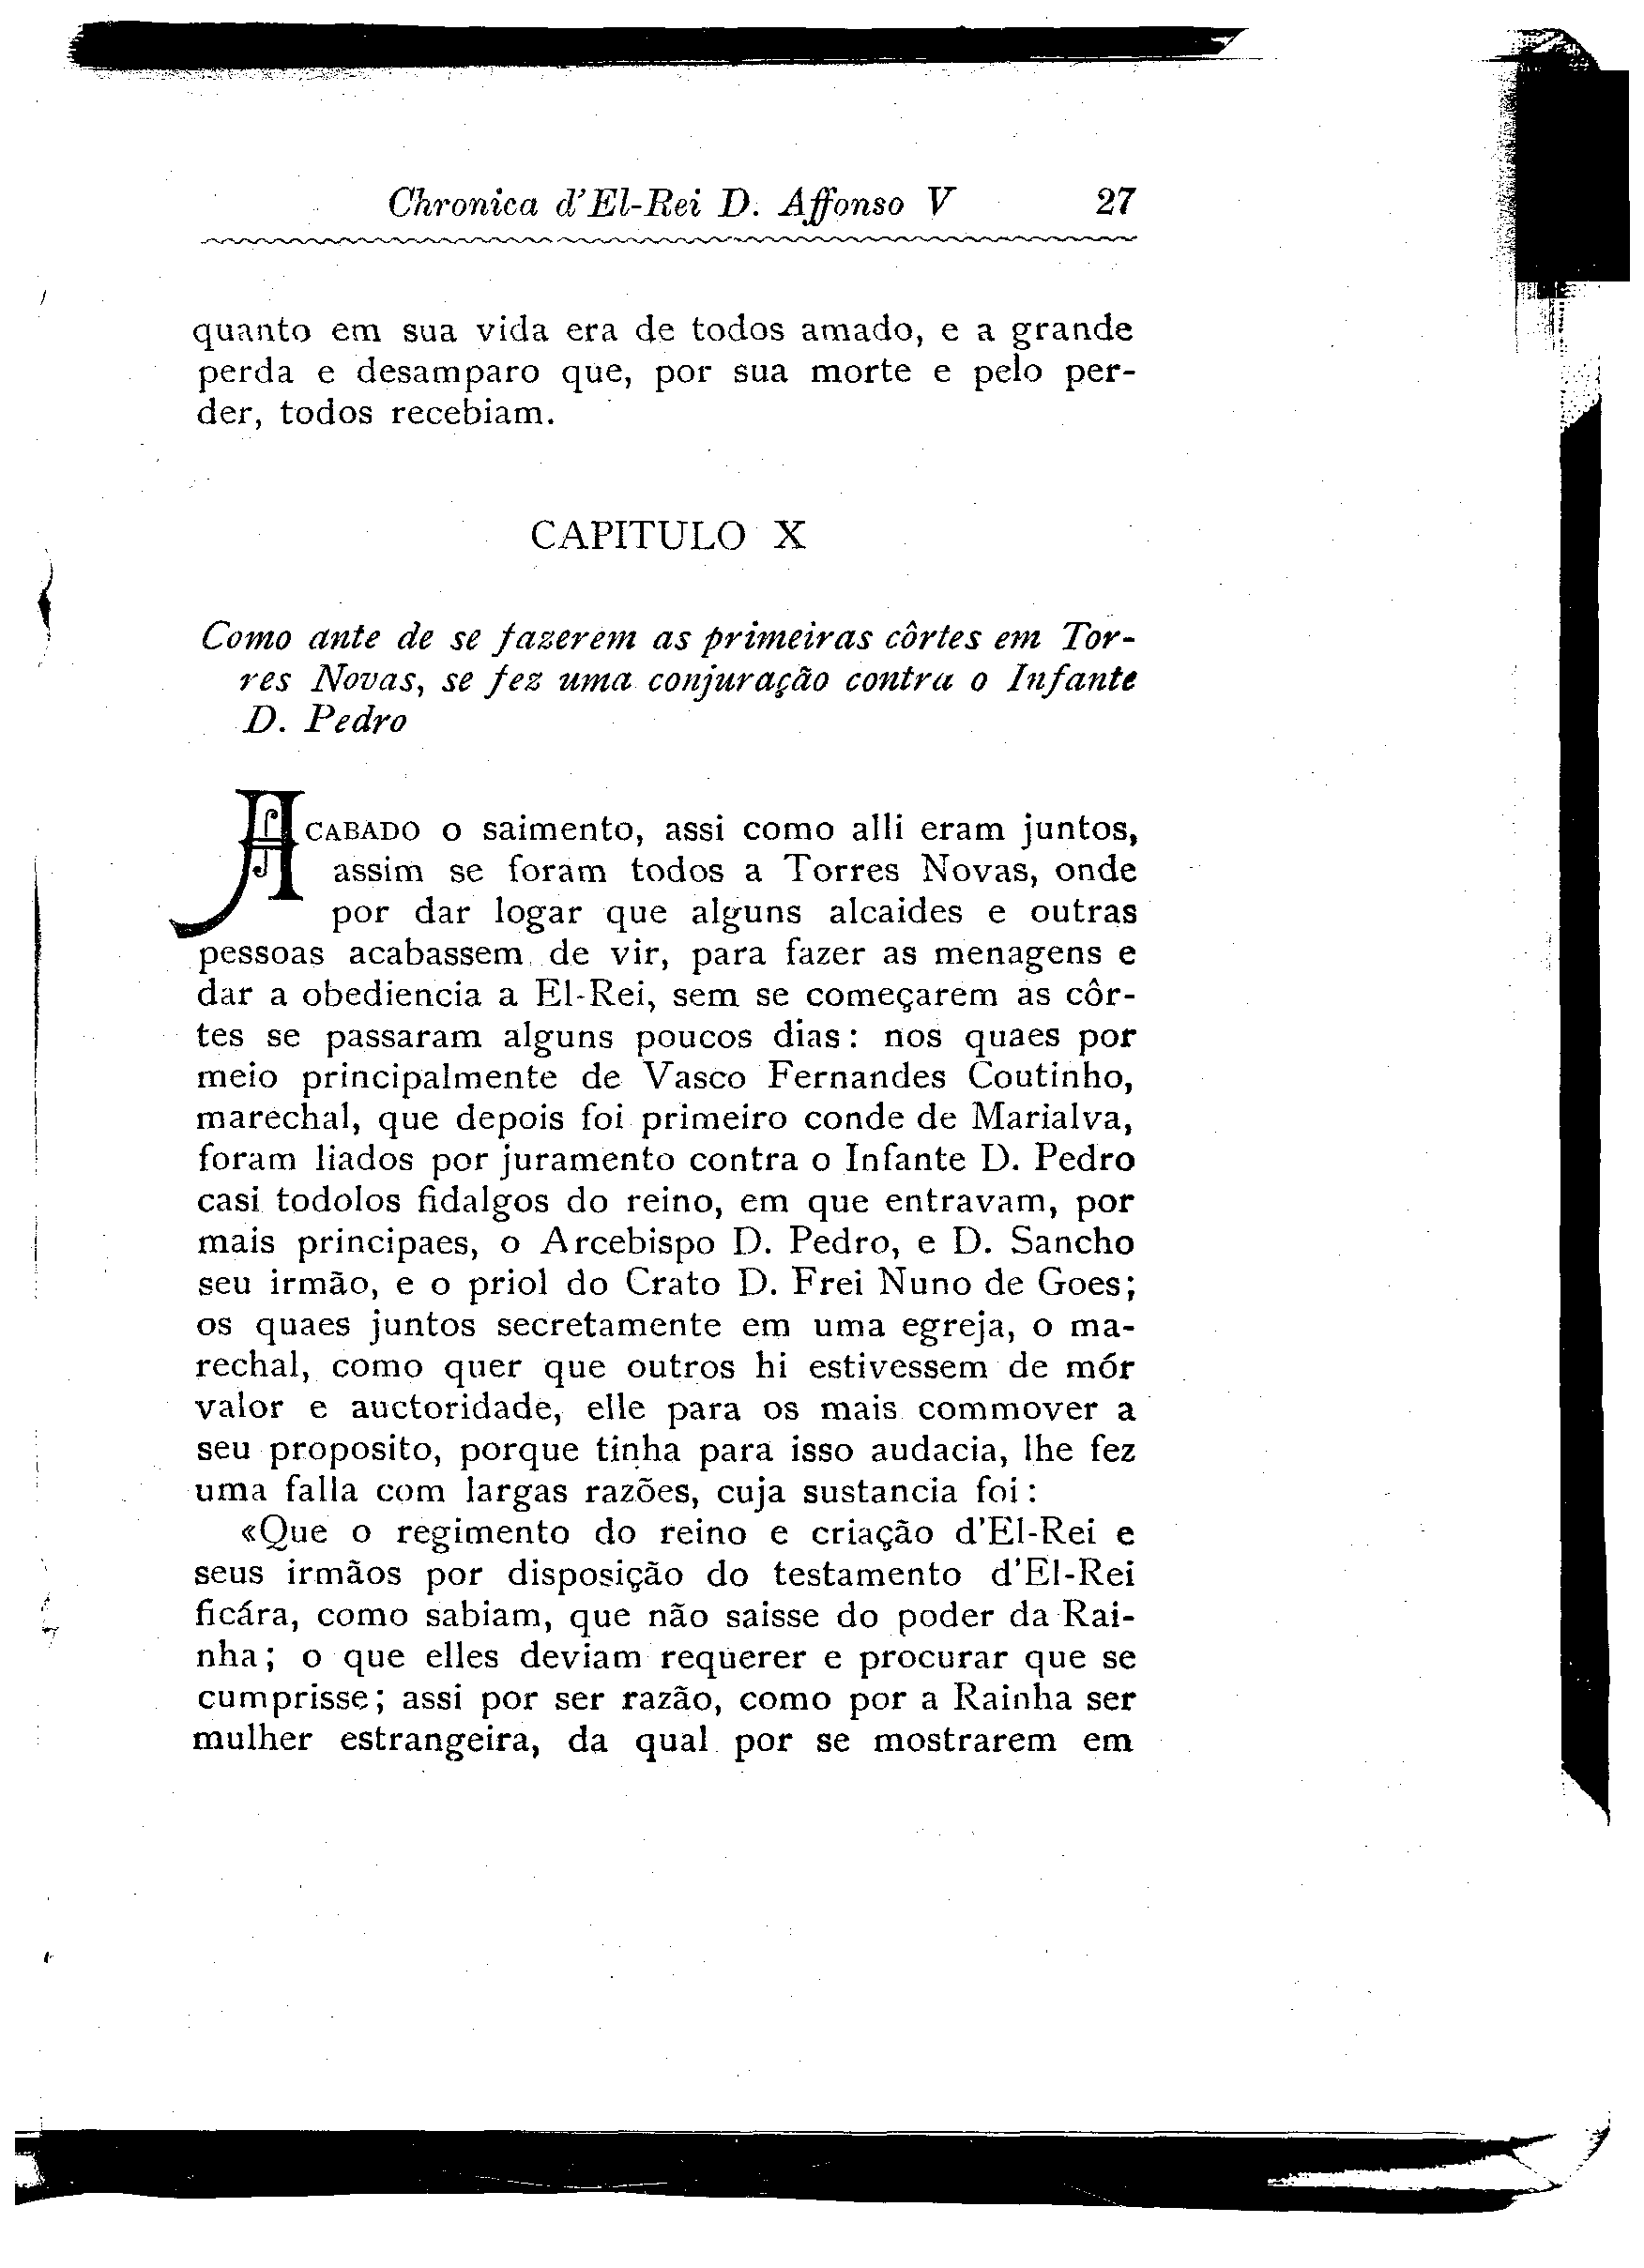 Chronica d'El-Rei D. Affonso V 27
quanto em sua vida era de todos amado, e a grande
perda e desamparo que, por sua morte e pelo per-
der, todos recebiam.
CAPITULO X
Como ante de se fazerem as primeiras côrtes em Tor-
res Novas, se fez uma conjuração contra o Infante
D. Pedro
ACABADO o saimento, assi como alli eram juntos,
assim se foram todos a Torres Novas, onde
por dar logar que alguns alcaides e outras
pessoas acabassem de vir, para fazer as menagens e
dar a obediencia a El-Rei, sem se começarem as côr-
tes se passaram alguns poucos dias: nos quaes por
meio principalmente de Vasco Fernandes Coutinho,
marechal, que depois foi primeiro conde de Marialva,
foram liados por juramento contra o Infante D. Pedro
casi todolos fidalgos do reino, em que entravam, por
mais principaes, o Arcebispo D. Pedro, e D. Sancho
seu irmão, e o priol do Crato D. Frei Nuno de Goes;
os quaes juntos secretamente em uma egreja, o ma-
rechal, como quer que outros hi estivessem de mór
valor e auctoridade, elle para os mais commover a
seu proposito, porque tinha para isso audacia, lhe fez
uma falla com largas razões, cuja sustancia foi:
«Que o regimento do reino e criação d'El-Rei e
seus irmãos por disposição do testamento d'El-Rei
ficára, como sabiam, que não saisse do poder da Rai-
nha; o que elles deviam requerer e procurar que se
cumprisse; assi por ser razão, como por a Rainha ser
mulher estrangeira, da qual por se mostrarem em